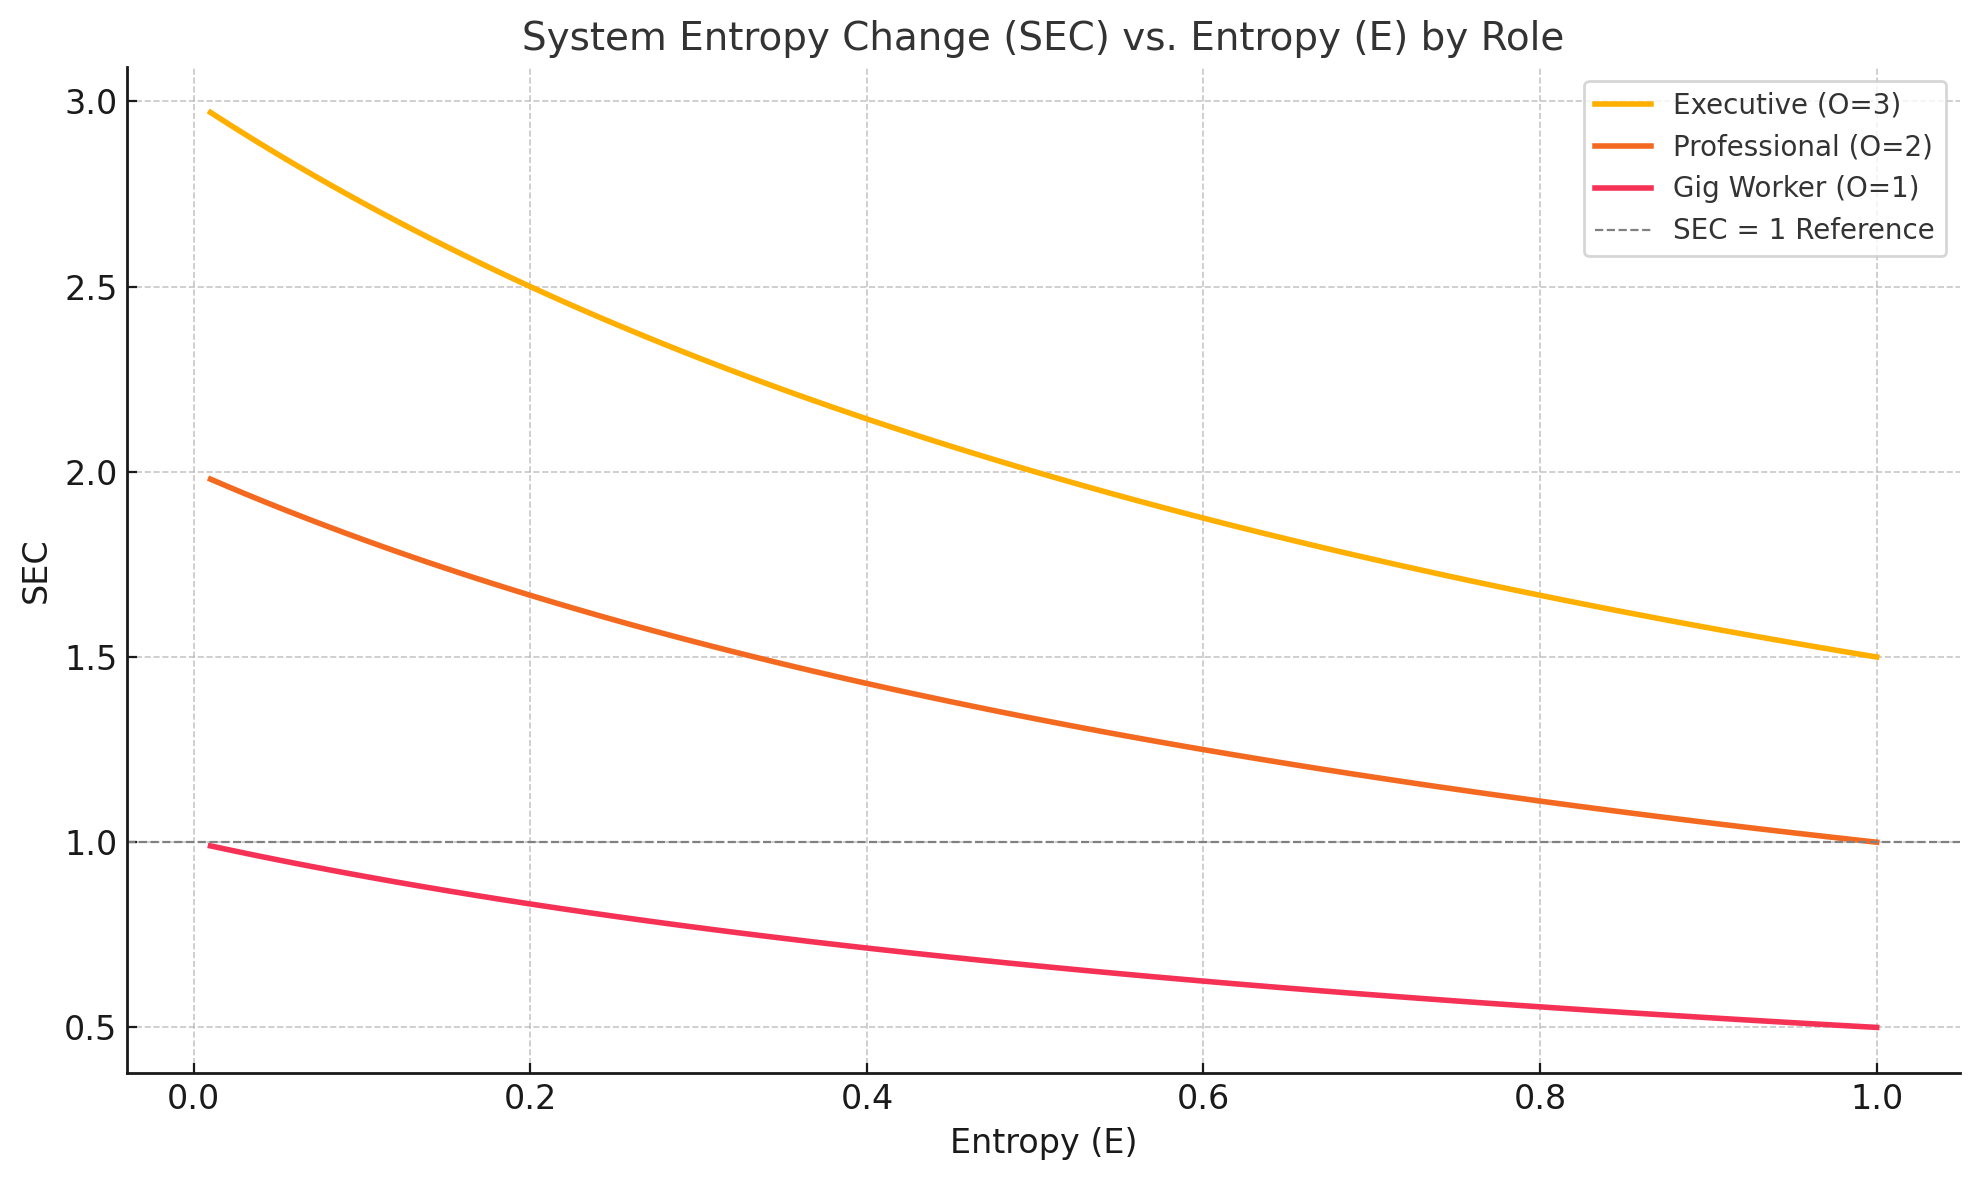 System Entropy Change (SEC) vs. Entropy (E) by Role
Executive (O=3)
Professional (O=2)
Gig Worker (O=1)
SEC = 1 Reference
SEC
3.0
2.5
2.0
1.5
1.0
0.5
0.0 0.2 0.4 0.6 0.8 1.0
Entropy (E)